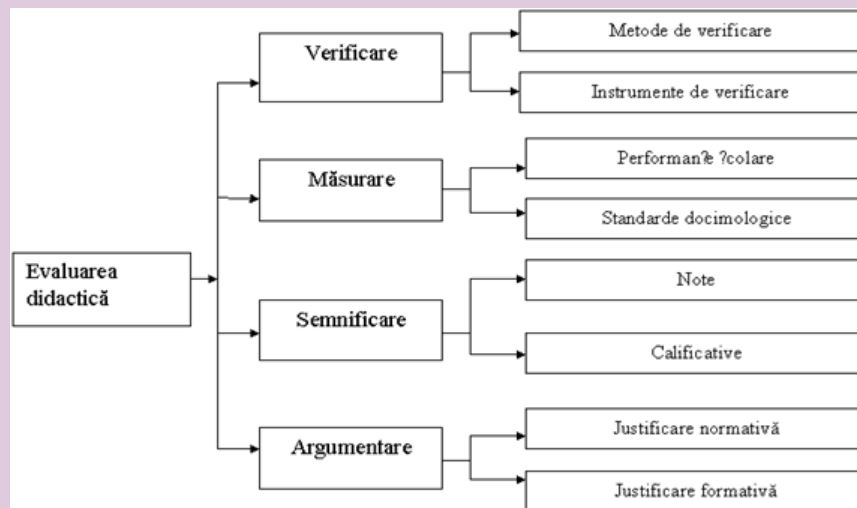 Evaluarea
didactică
Verificare
Metode de verificare
Instrumente de verificare
Măsurare
Performan?e ?colare
Standarde docimologice
Semnificare
Note
Calificative
Argumentare
Justificare normativă
Justificare formativă